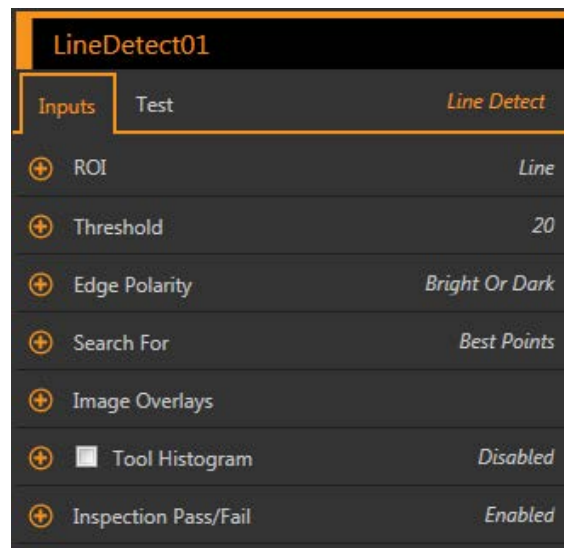 LineDetect01
Inputs Test Line Detect
ROI Line
Threshold 20
Edge Polarity Bright Or Dark
Search For Best Points
Image Overlays
Tool Histogram Disabled
Inspection Pass/Fail Enabled